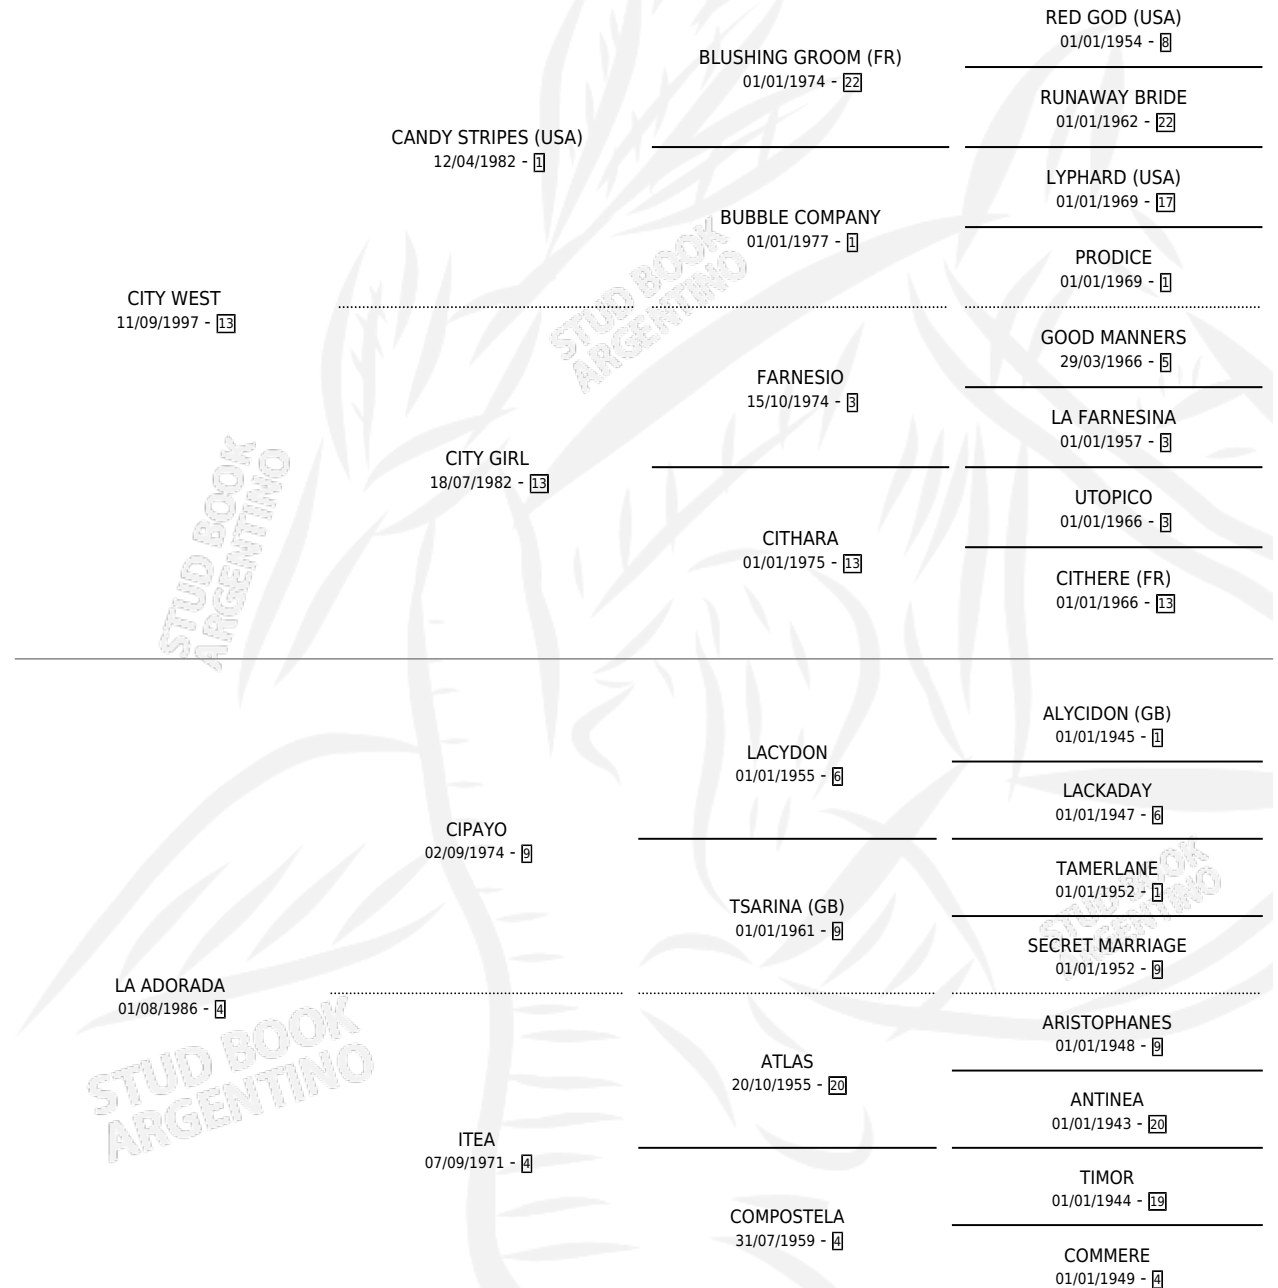 RED GOD (USA)
01/01/1954 - 8
BLUSHING GROOM (FR)
01/01/1974 - 22
RUNAWAY BRIDE
01/01/1962 - 22
CANDY STRIPES (USA)
12/04/1982 - 1
LYPHARD (USA)
01/01/1969 - 17
BUBBLE COMPANY
01/01/1977 - 1
PRODICE
01/01/1969 - 1
CITY WEST
11/09/1997 - 13
STUD BOOK
ARGENTINO
GOOD MANNERS
29/03/1966 - 5
FARNESIO
15/10/1974 - 3
LA FARNESINA
01/01/1957 - 3
CITY GIRL
18/07/1982 - 13
UTOPICO
01/01/1966 - 3
CITHARA
01/01/1975 - 13
CITHERE (FR)
01/01/1966 - 13
STUD BOOK
ARGENTINO
ALYCIDON (GB)
01/01/1945 - 1
LACYDON
01/01/1955 - 6
LACKADAY
01/01/1947 - 6
CIPAYO
02/09/1974 - 9
TAMERLANE
01/01/1952 - 1
TSARINA (GB)
01/01/1961 - 9
STUD BOOK
ARGENTINO
SECRET MARRIAGE
01/01/1952 - 9
LA ADORADA
01/08/1986 - 4
ARISTOPHANES
01/01/1948 - 9
STUD BOOK
ARGENTINO
ATLAS
20/10/1955 - 20
ANTINEA
01/01/1943 - 20
ITEA
07/09/1971 - 4
TIMOR
01/01/1944 - 19
COMPOSTELA
31/07/1959 - 4
COMMERE
01/01/1949 - 4